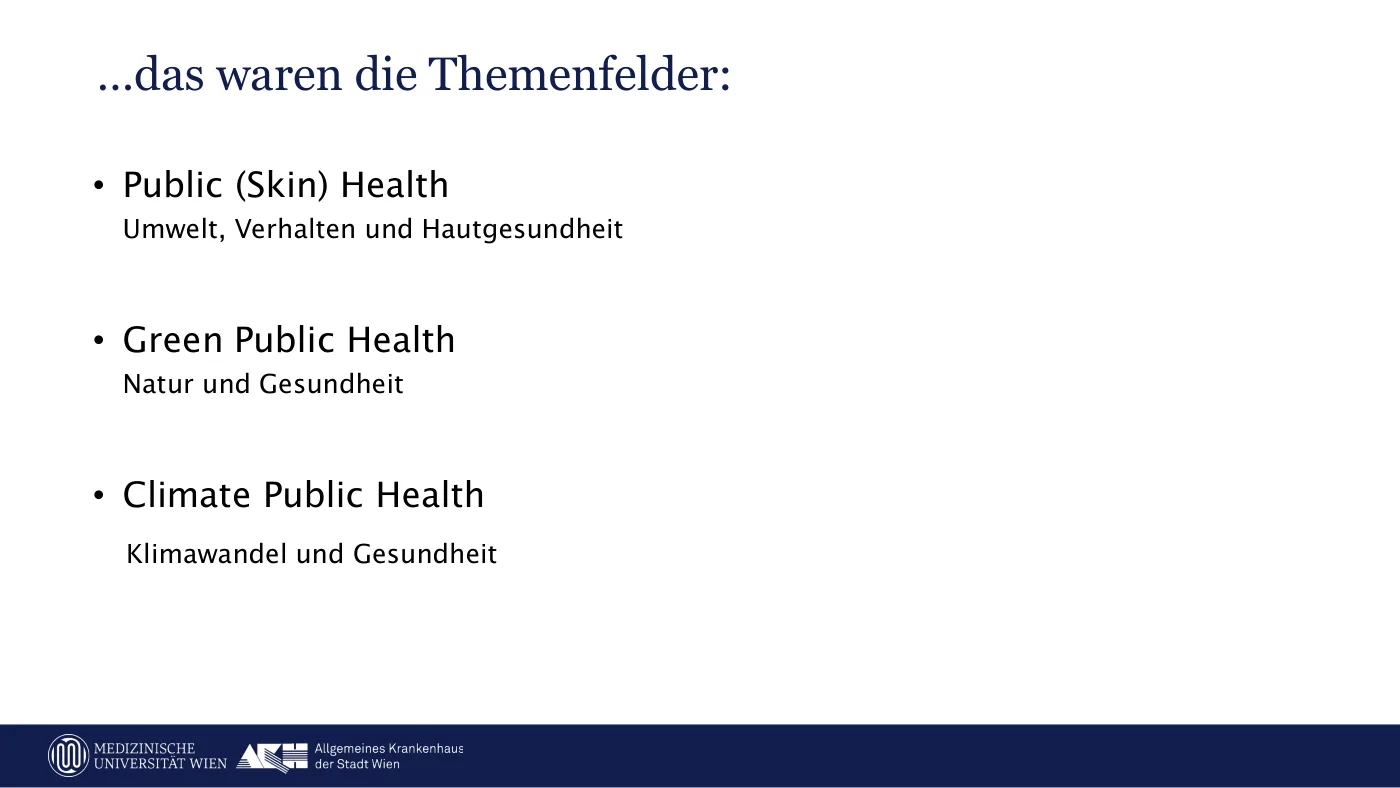 ...das waren die Themenfelder:
• Public (Skin) Health
Umwelt, Verhalten und Hautgesundheit
• Green Public Health
Natur und Gesundheit
• Climate Public Health
Klimawandel und Gesundheit
MEDIZINISCHE
UNIVERSITÄT WIEN
AKH
Allgemeines Krankenhaus
der Stadt Wien